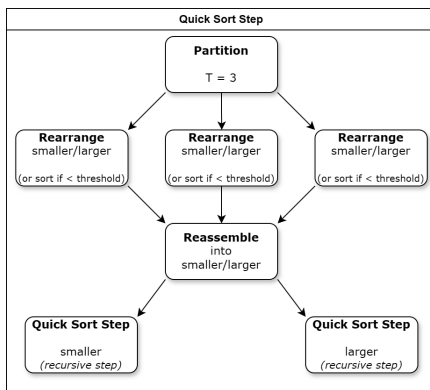 Quick Sort Step
Partition
T = 3
Rearrange
smaller/larger
(or sort if < threshold)
Rearrange
smaller/larger
(or sort if < threshold)
Rearrange
smaller/larger
(or sort if < threshold)
Reassemble
into
smaller/larger
Quick Sort Step
smaller
(recursive step)
Quick Sort Step
larger
(recursive step)